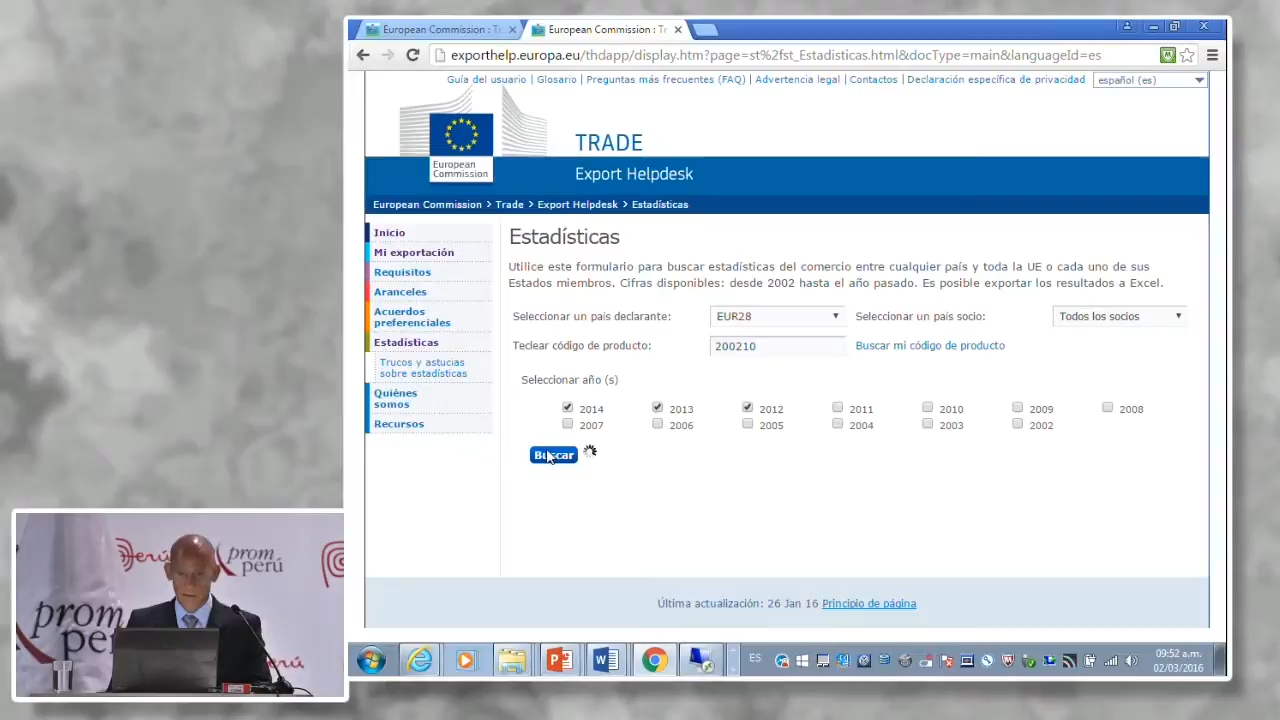 European Commission : Tr
European Commission : Tr
exporthelp.europa.eu/thdapp/display.htm?page=st%2fst_Estadisticas.html&docType=main&languageId=es
Guía del usuario | Glosario | Preguntas más frecuentes (FAQ) | Advertencia legal | Contactos | Declaración específica de privacidad
español (es)
European
Commission
TRADE
Export Helpdesk
European Commission > Trade > Export Helpdesk > Estadísticas
Inicio
Mi exportación
Requisitos
Aranceles
Acuerdos
preferenciales
Estadísticas
Trucos y astucias
sobre estadísticas
Quiénes
somos
Recursos
Estadísticas
Utilice este formulario para buscar estadísticas del comercio entre cualquier país y toda la UE o cada uno de sus
Estados miembros. Cifras disponibles: desde 2002 hasta el año pasado. Es posible exportar los resultados a Excel.
Seleccionar un país declarante: EUR28 Seleccionar un país socio: Todos los socios
Teclear código de producto: 200210 Buscar mi código de producto
Seleccionar año (s)
2014 2013 2012 2011 2010 2009 2008
2007 2006 2005 2004 2003 2002
Buscar
Última actualización: 26 Jan 16 Principio de página
ES
09:52 a.m.
02/03/2016
Perú
prom
perú
prom